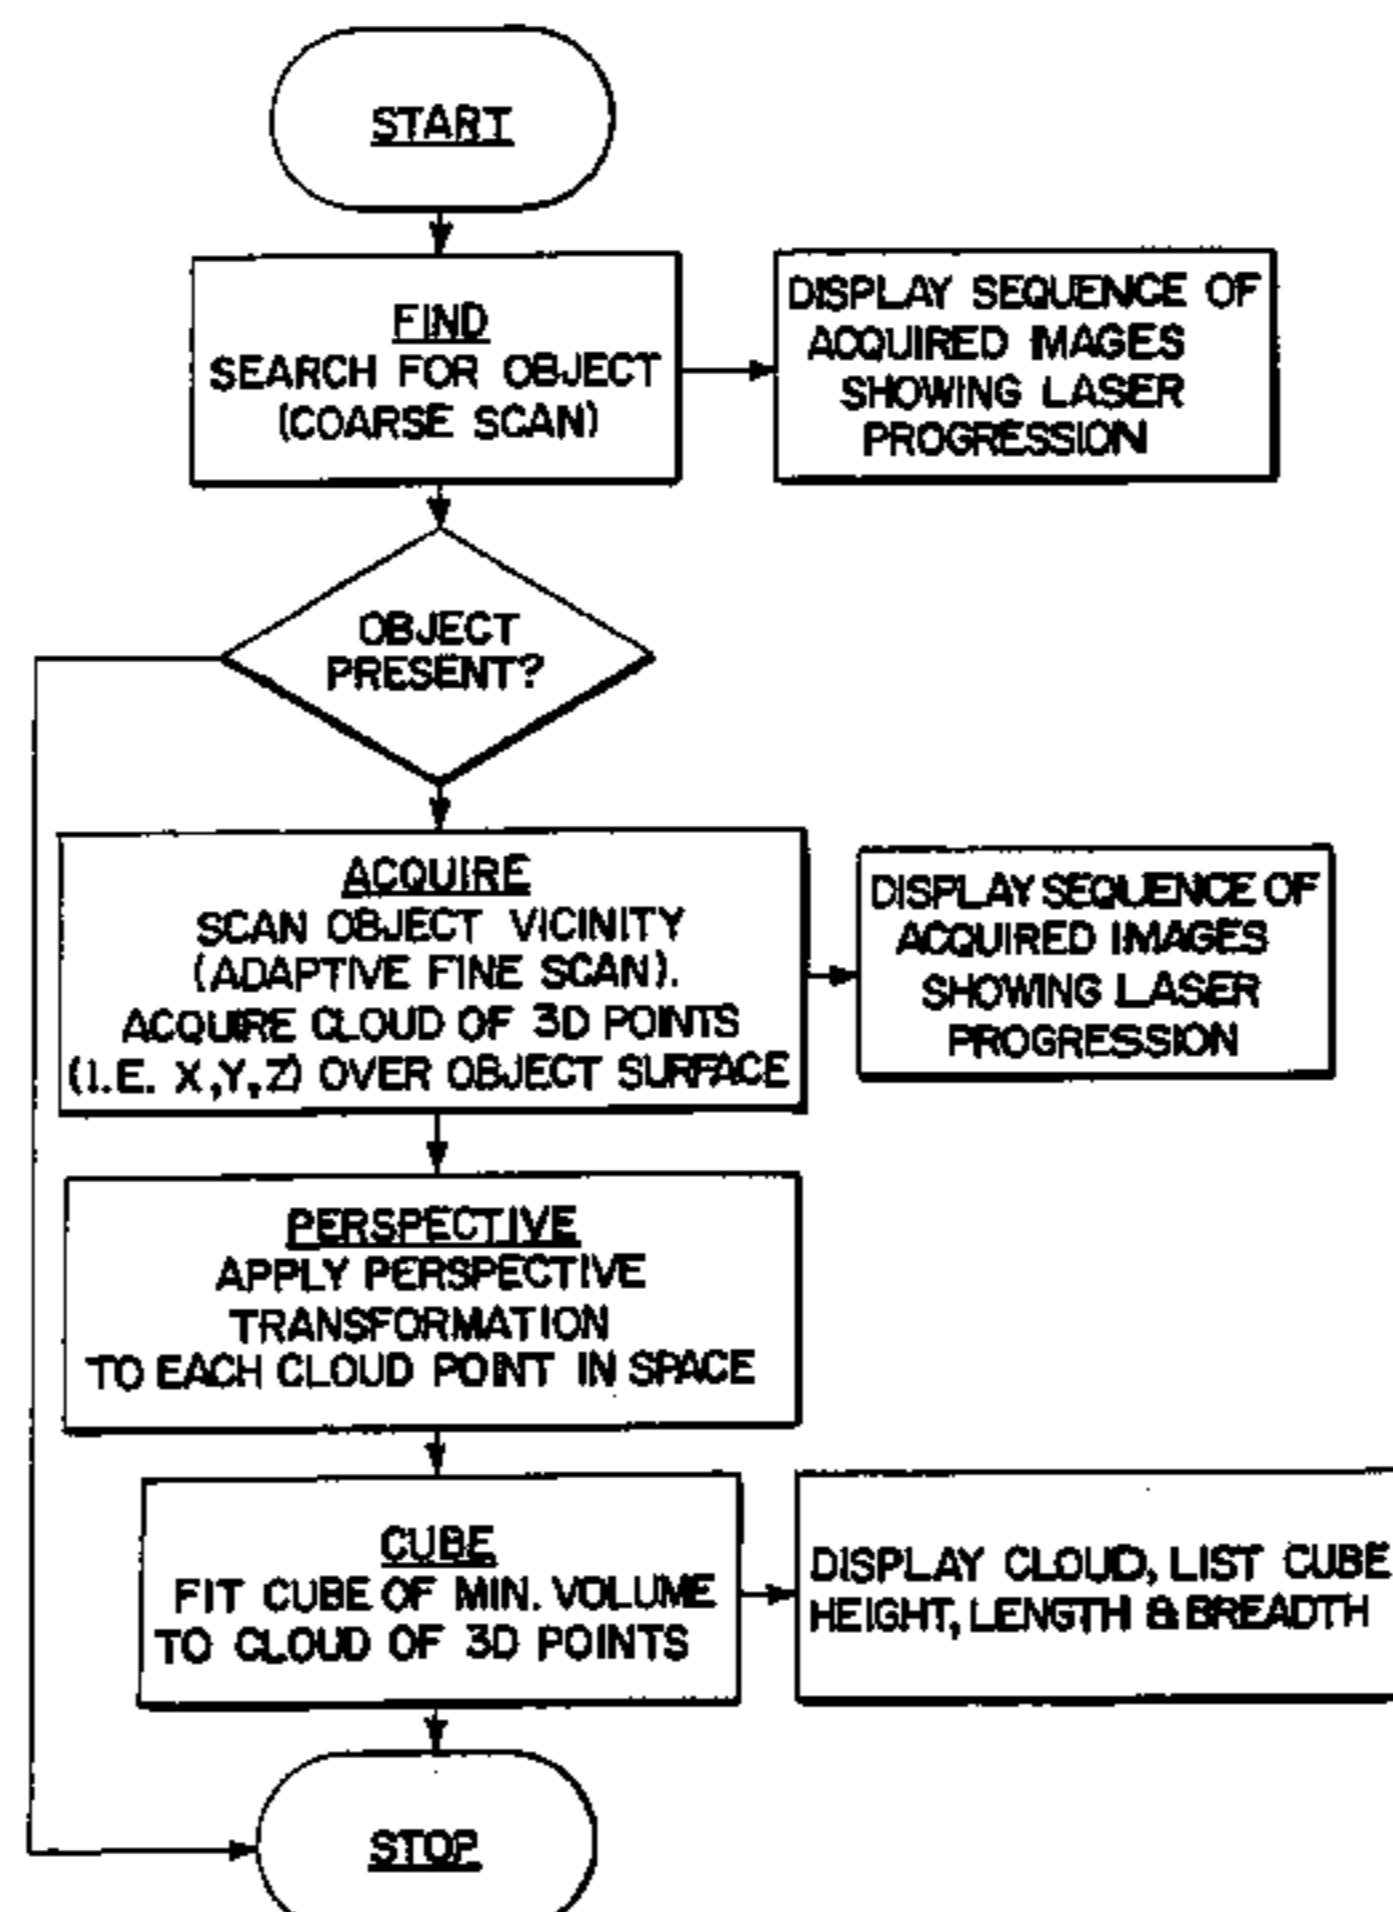 START
FIND
SEARCH FOR OBJECT
(COARSE SCAN)
DISPLAY SEQUENCE OF
ACQUIRED IMAGES
SHOWING LASER
PROGRESSION
OBJECT
PRESENT?
ACQUIRE
SCAN OBJECT VICINITY
(ADAPTIVE FINE SCAN).
ACQUIRE CLOUD OF 3D POINTS
(I.E. X,Y,Z) OVER OBJECT SURFACE
DISPLAY SEQUENCE OF
ACQUIRED IMAGES
SHOWING LASER
PROGRESSION
PERSPECTIVE
APPLY PERSPECTIVE
TRANSFORMATION
TO EACH CLOUD POINT IN SPACE
CUBE
FIT CUBE OF MIN. VOLUME
TO CLOUD OF 3D POINTS
DISPLAY CLOUD, LIST CUBE
HEIGHT, LENGTH & BREADTH
STOP